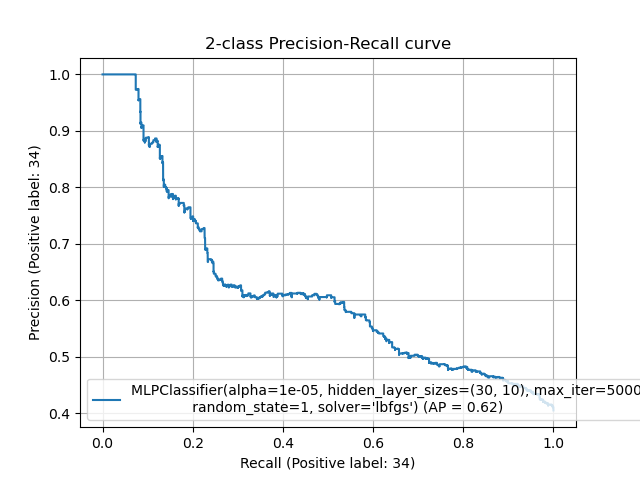 2-class Precision-Recall curve
1.0
0.9
0.8
0.7
0.6
0.5
0.4
Precision (Positive label: 34)
MLPClassifier(alpha=1e-05, hidden_layer_sizes=(30, 10), max_iter=5000
random_state=1, solver='lbfgs') (AP = 0.62)
0.0 0.2 0.4 0.6 0.8 1.0
Recall (Positive label: 34)